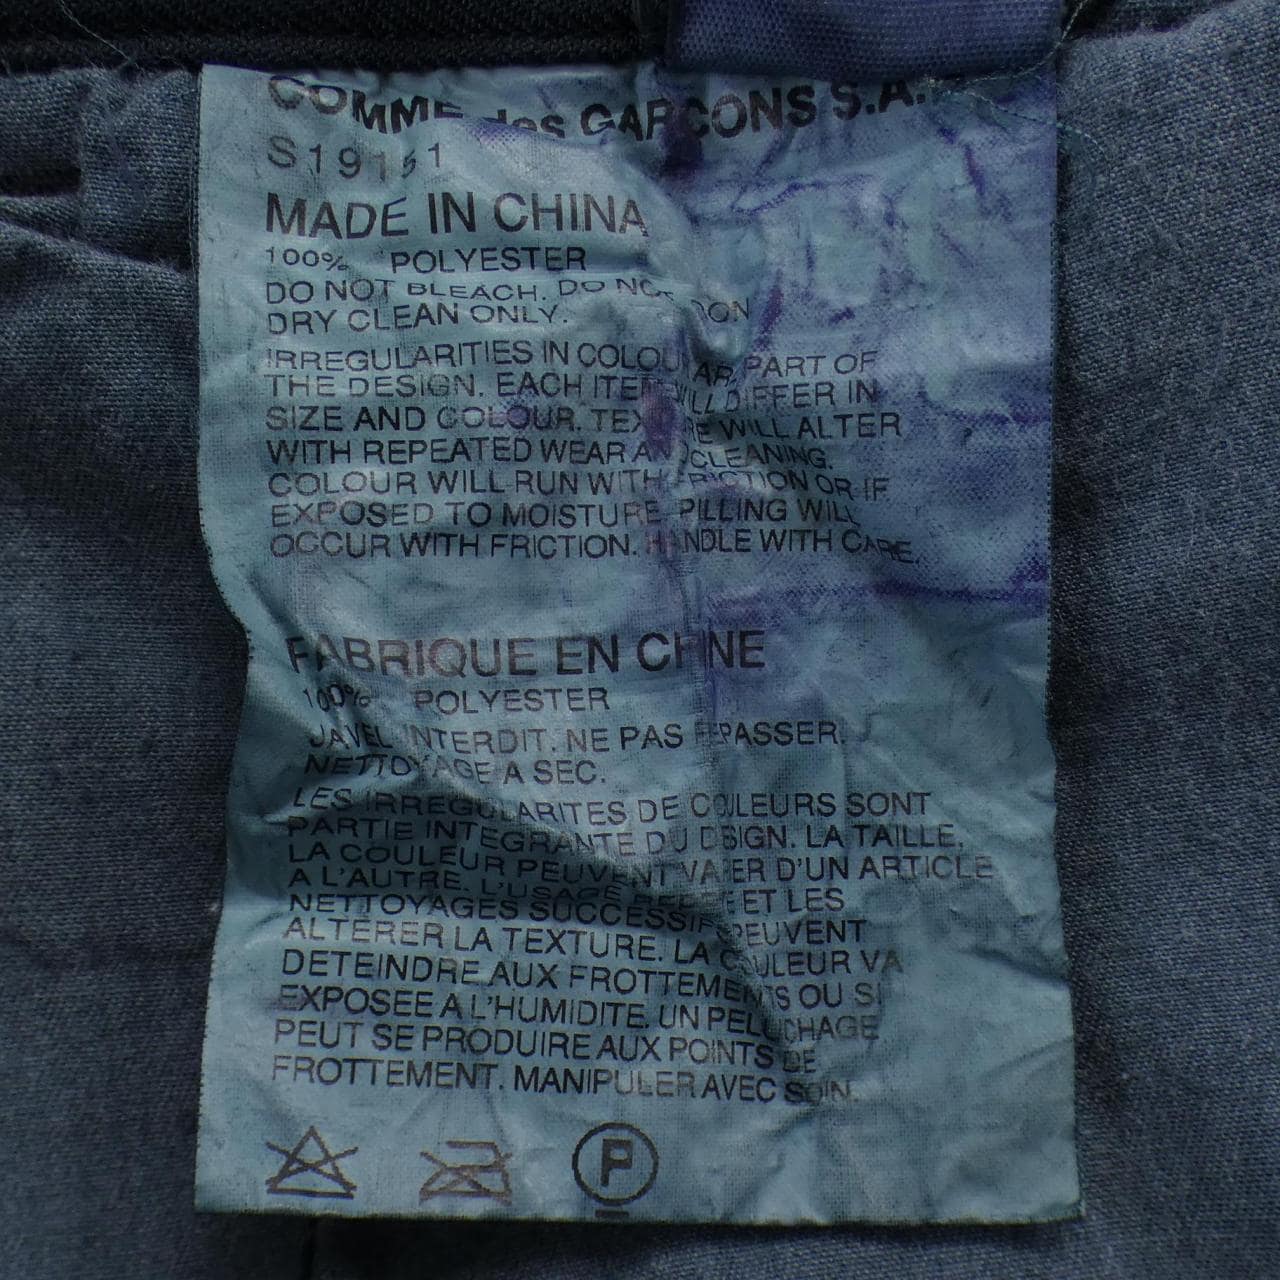 COMME des GARCONS S.A.
MADE IN CHINA
100% POLYESTER
DO NOT BLEACH. DO NOT
DRY CLEAN ONLY.
IRREGULARITIES IN COLOUR ARE PART OF
THE DESIGN. EACH ITEM WILL DIFFER IN
SIZE AND COLOUR. TEXTURE WILL ALTER
WITH REPEATED WEAR AND CLEANING.
COLOUR WILL RUN WITH FRICTION OR IF
EXPOSED TO MOISTURE. PILLING WILL
OCCUR WITH FRICTION. HANDLE WITH CARE.
FABRIQUE EN CHINE
100% POLYESTER
JAVEL INTERDIT. NE PAS REPASSER.
NETTOYAGE A SEC.
LES IRREGULARITES DE COULEURS SONT
PARTIE INTEGRANTE DU DESIGN. LA TAILLE,
LA COULEUR PEUVENT VARIER D'UN ARTICLE
A L'AUTRE. L'USAGE ET LES
NETTOYAGES SUCCESSIFS PEUVENT
ALTERER LA TEXTURE. LA COULEUR VA
DETEINDRE AUX FROTTEMENTS OU SI
EXPOSEE A L'HUMIDITE. UN PELUCHAGE
PEUT SE PRODUIRE AUX POINTS DE
FROTTEMENT. MANIPULER AVEC SOIN.
P